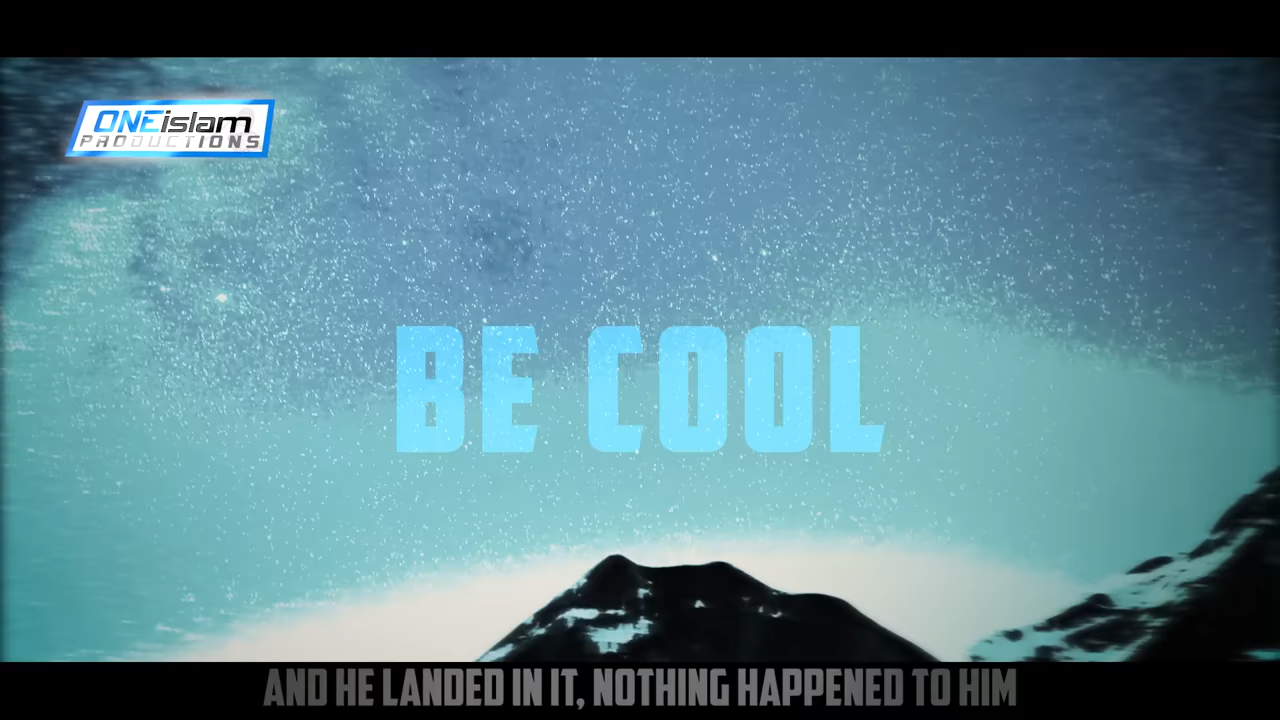 ONEislam
PRODUCTIONS
BE COOL
AND HE LANDED IN IT, NOTHING HAPPENED TO HIM